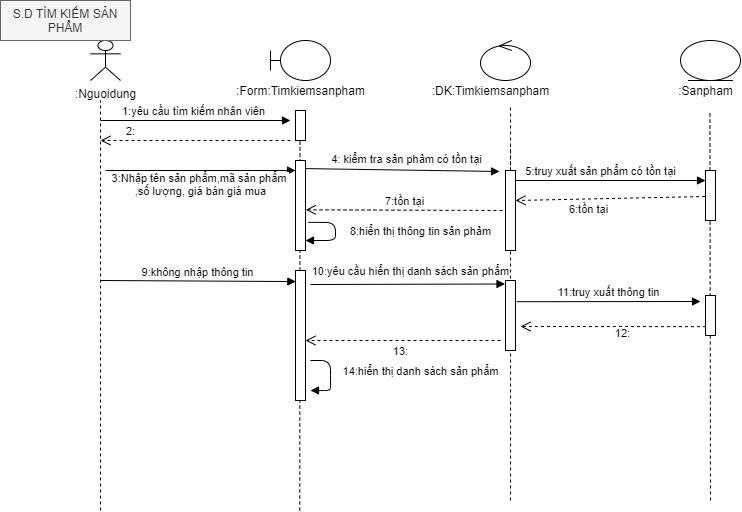 S.D TÌM KIẾM SẢN
PHẨM
:Nguoidung
:Form:Timkiemsanpham
:DK:Timkiemsanpham
:Sanpham
1:yêu cầu tìm kiếm nhân viên
2:
3:Nhập tên sản phẩm,mã sản phẩm
,số lượng, giá bán giá mua
4: kiểm tra sản phảm có tồn tại
5:truy xuất sản phẩm có tồn tại
6:tồn tại
7:tồn tại
8:hiển thị thông tin sản phảm
9:không nhập thông tin
10:yêu cầu hiển thị danh sách sản phẩm
11:truy xuất thông tin
12:
13:
14:hiển thị danh sách sản phẩm